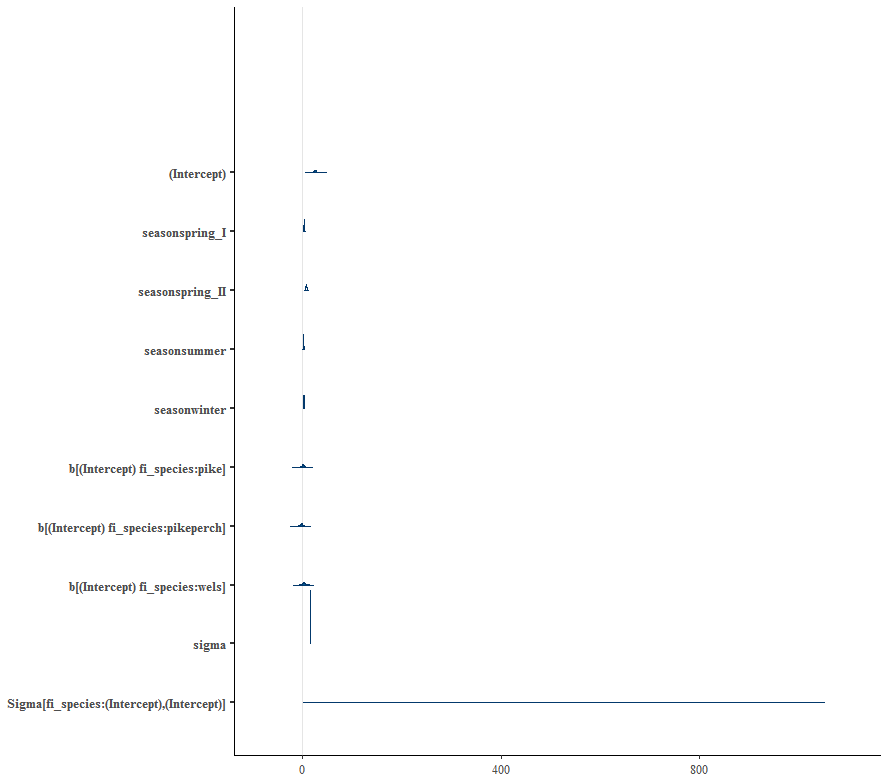 (Intercept)
seasonspring_I
seasonspring_II
seasonsummer
seasonwinter
b[(Intercept) fi_species:pike]
b[(Intercept) fi_species:pikeperch]
b[(Intercept) fi_species:wels]
sigma
Sigma[fi_species:(Intercept),(Intercept)]
0 400 800